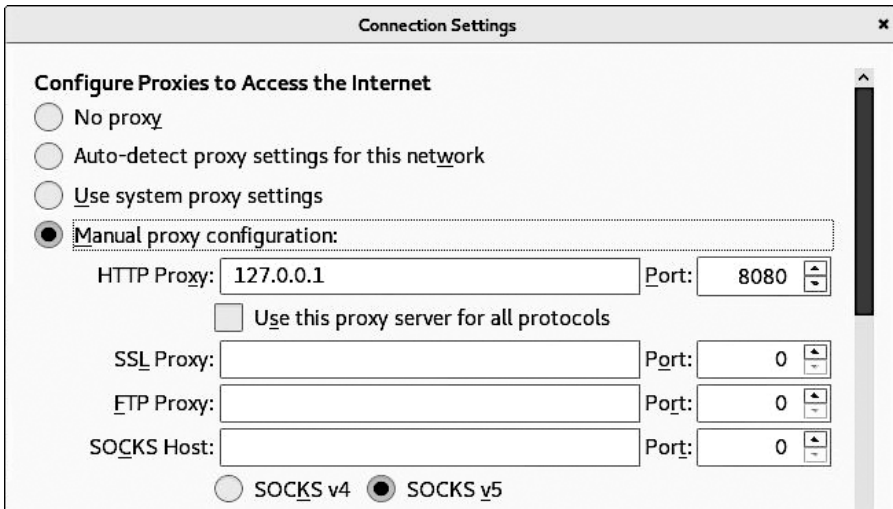 Connection Settings
Configure Proxies to Access the Internet
No proxy
Auto-detect proxy settings for this network
Use system proxy settings
Manual proxy configuration:
HTTP Proxy: 127.0.0.1 Port: 8080
Use this proxy server for all protocols
SSL Proxy: Port: 0
FTP Proxy: Port: 0
SOCKS Host: Port: 0
SOCKS v4 SOCKS v5